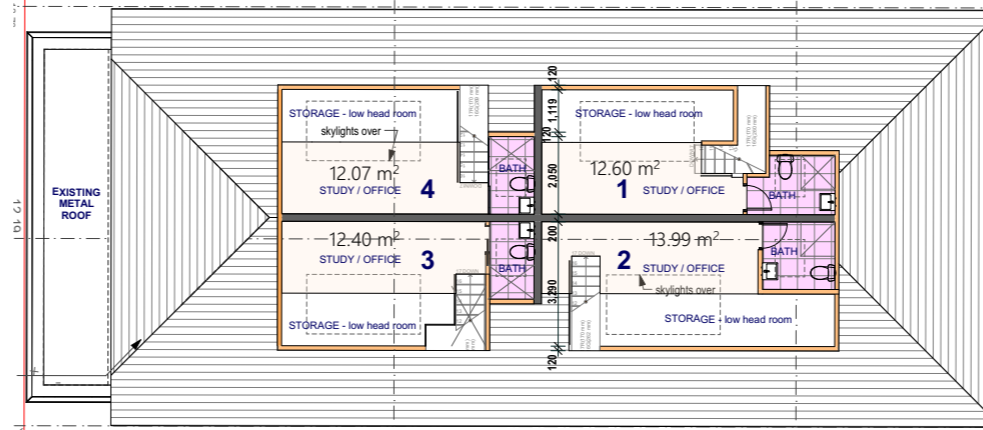 120
1,119
120
2,050
200
3,290
120
STORAGE - low head room
skylights over
12.07 m²
STUDY / OFFICE
4
BATH
STORAGE - low head room
12.60 m²
STUDY / OFFICE
1
BATH
EXISTING
METAL
ROOF
12.40 m²
STUDY / OFFICE
3
BATH
STORAGE - low head room
13.99 m²
STUDY / OFFICE
2
BATH
skylights over
STORAGE - low head room